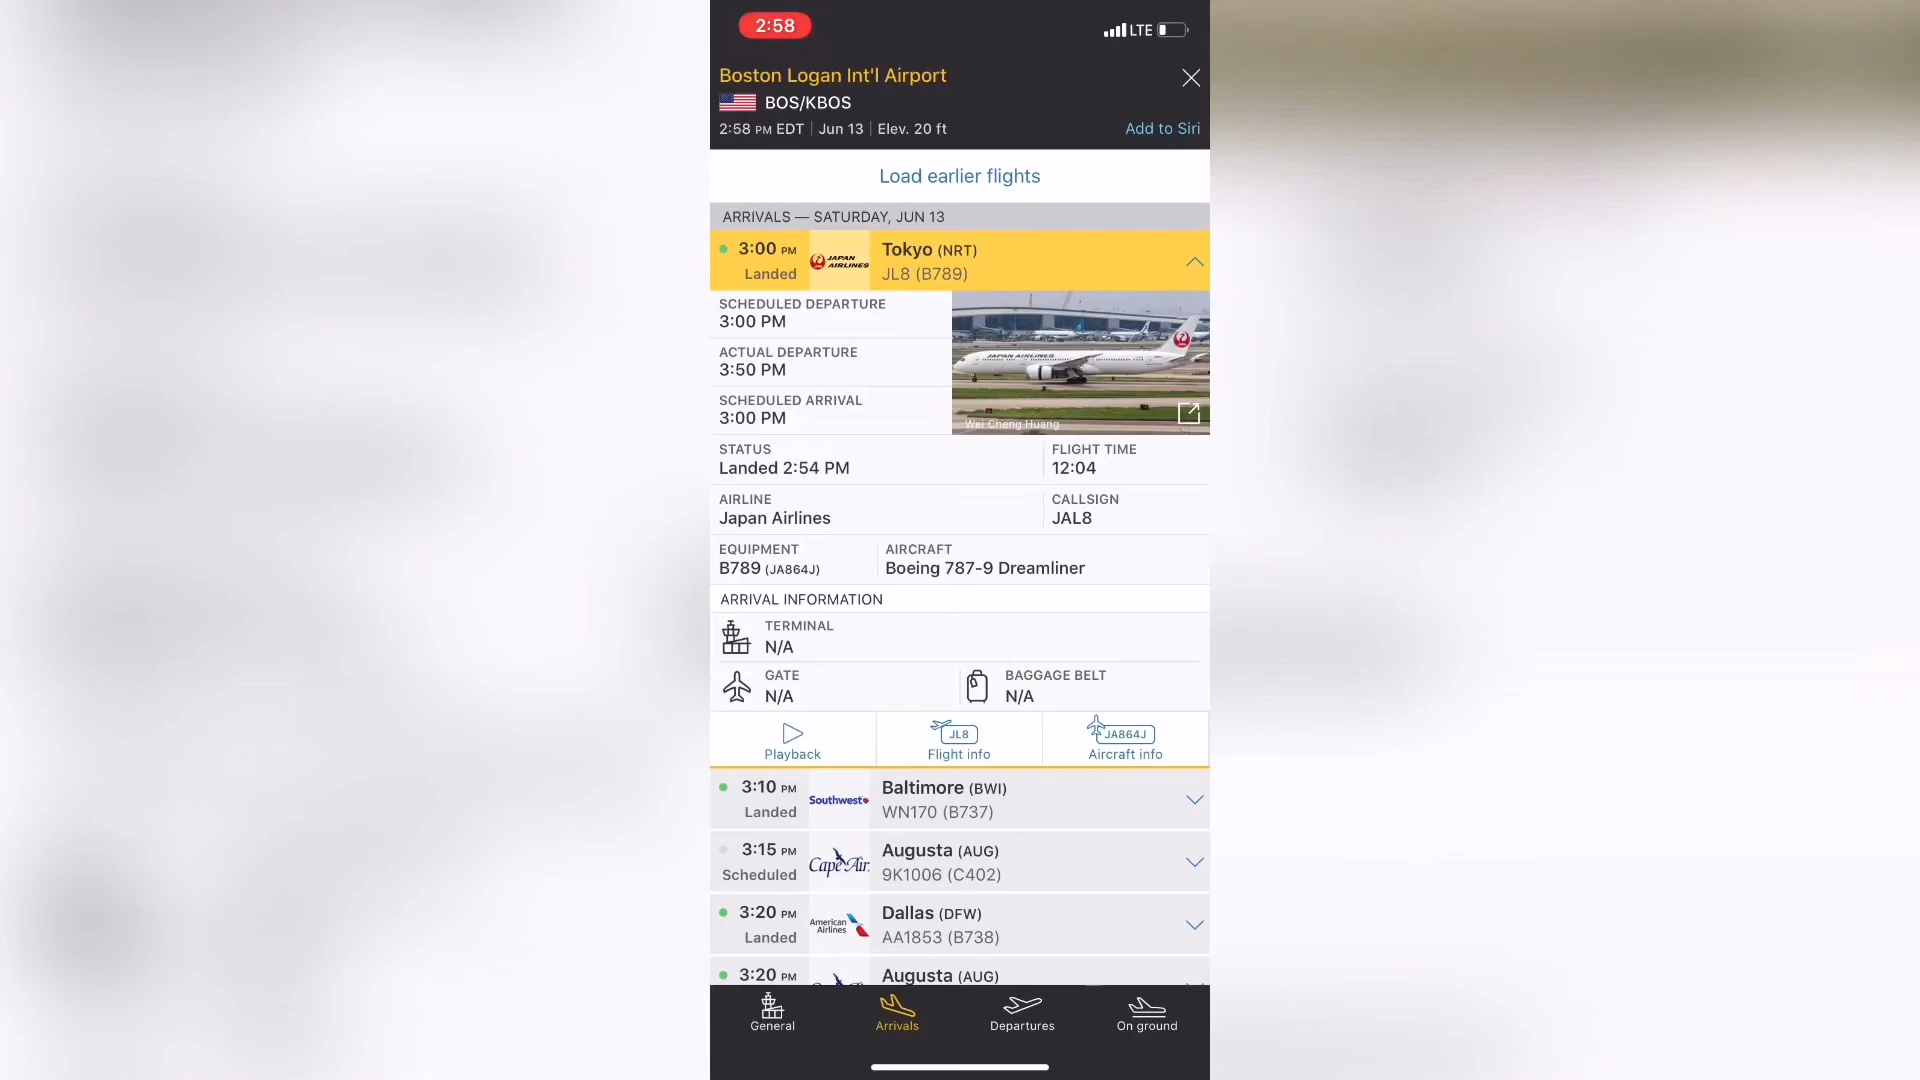 2:58
LTE
Boston Logan Int'l Airport
BOS/KBOS
2:58 PM EDT | Jun 13 | Elev. 20 ft
Add to Siri
Load earlier flights
ARRIVALS — SATURDAY, JUN 13
3:00 PM
Landed
JAPAN AIRLINES
Tokyo (NRT)
JL8 (B789)
SCHEDULED DEPARTURE
3:00 PM
ACTUAL DEPARTURE
3:50 PM
SCHEDULED ARRIVAL
3:00 PM
JAPAN AIRLINES
Wei Cheng Huang
STATUS
Landed 2:54 PM
FLIGHT TIME
12:04
AIRLINE
Japan Airlines
CALLSIGN
JAL8
EQUIPMENT
B789 (JA864J)
AIRCRAFT
Boeing 787-9 Dreamliner
ARRIVAL INFORMATION
TERMINAL
N/A
GATE
N/A
BAGGAGE BELT
N/A
Playback
JL8
Flight info
JA864J
Aircraft info
3:10 PM
Landed
Southwest
Baltimore (BWI)
WN170 (B737)
3:15 PM
Scheduled
Cape Air
Augusta (AUG)
9K1006 (C402)
3:20 PM
Landed
American Airlines
Dallas (DFW)
AA1853 (B738)
3:20 PM
Augusta (AUG)
General
Arrivals
Departures
On ground